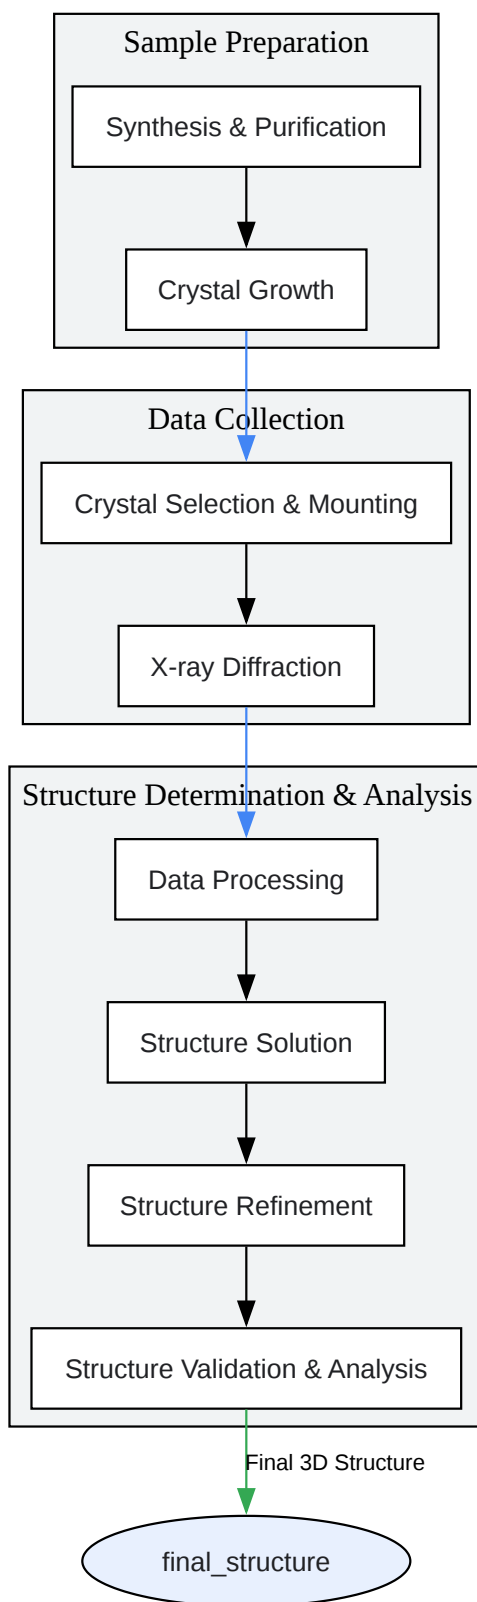 Sample Preparation
Synthesis & Purification
Crystal Growth
Data Collection
Crystal Selection & Mounting
X-ray Diffraction
Structure Determination & Analysis
Data Processing
Structure Solution
Structure Refinement
Structure Validation & Analysis
Final 3D Structure
final_structure